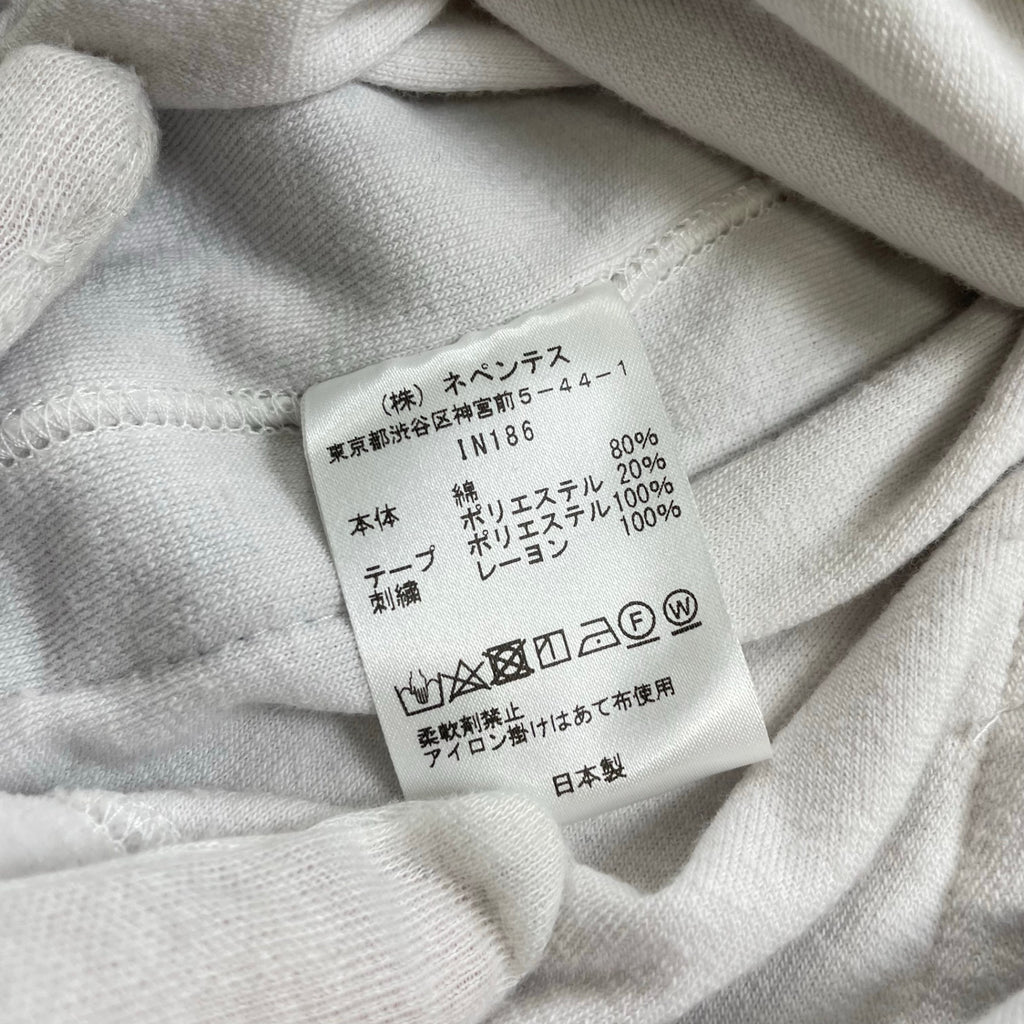 （株）ネペンテス
東京都渋谷区神宮前5－44－1
IN186
本体 綿 80%
ポリエステル 20%
テープ ポリエステル 100%
刺繍 レーヨン 100%
F W
柔軟剤禁止
アイロン掛けはあて布使用
日本製